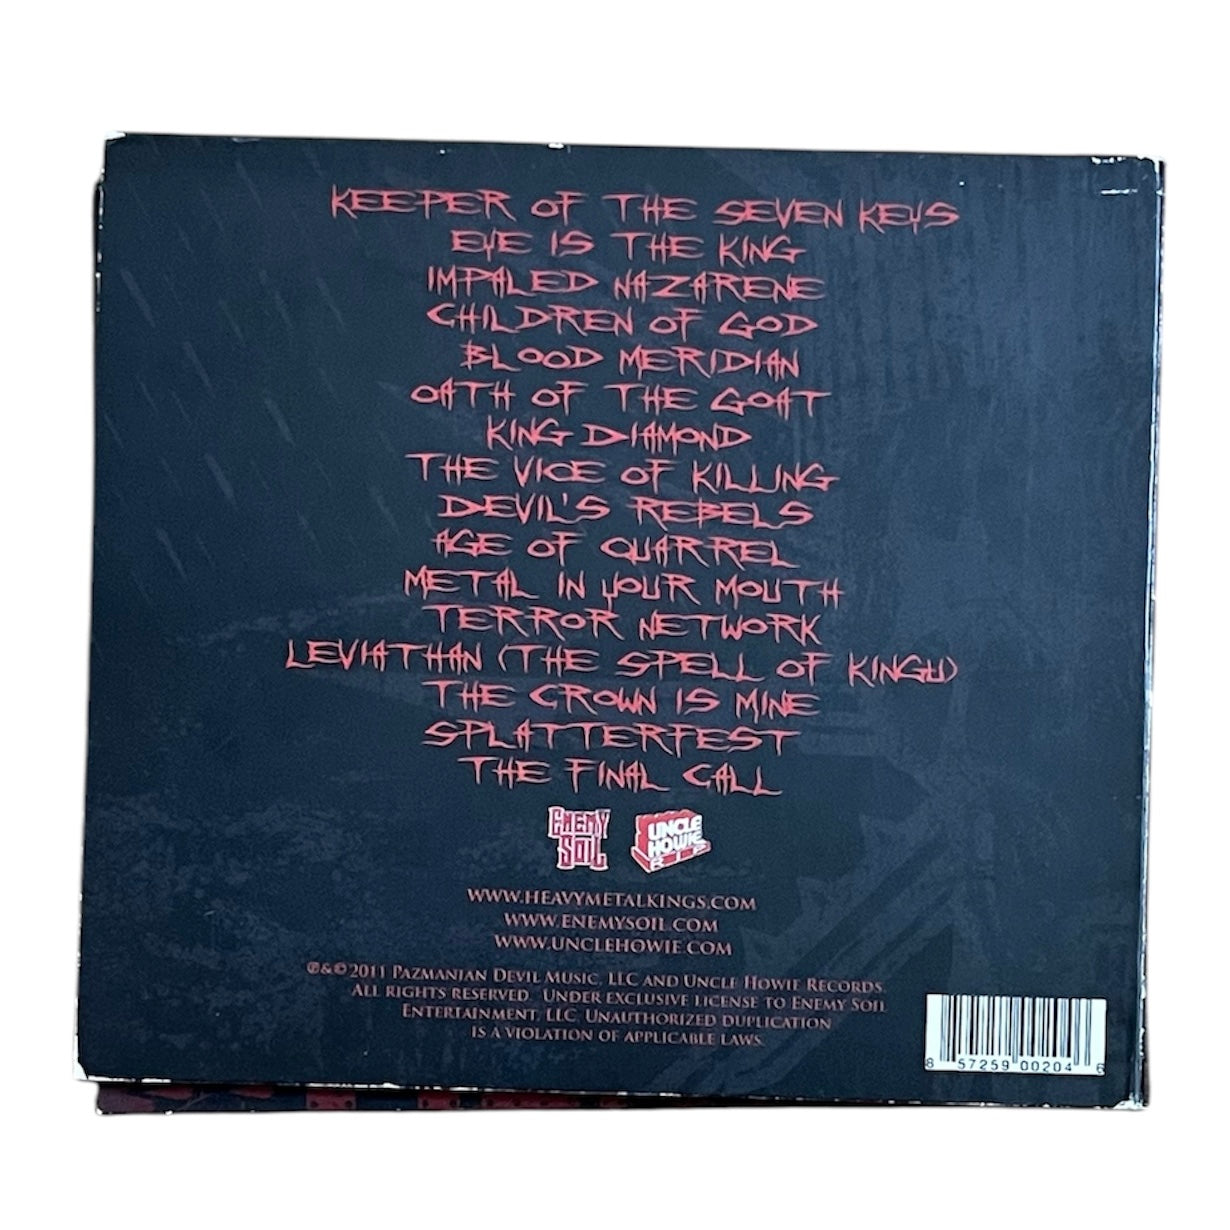 KEEPER OF THE SEVEN KEYS
EYE IS THE KING
IMPALED NAZARENE
CHILDREN OF GOD
BLOOD MERIDIAN
OATH OF THE GOAT
KING DIAMOND
THE VICE OF KILLING
DEVIL'S REBELS
AGE OF QUARREL
METAL IN YOUR MOUTH
TERROR NETWORK
LEVIATHAN (THE SPELL OF KINGU)
THE CROWN IS MINE
SPLATTERFEST
THE FINAL CALL
ENEMY
SOIL
UNCLE
HOWIE
RIP
WWW.HEAVYMETALKINGS.COM
WWW.ENEMYSOIL.COM
WWW.UNCLEHOWIE.COM
℗&©2011 PAZMANIAN DEVIL MUSIC, LLC AND UNCLE HOWIE RECORDS.
ALL RIGHTS RESERVED. UNDER EXCLUSIVE LICENSE TO ENEMY SOIL
ENTERTAINMENT, LLC. UNAUTHORIZED DUPLICATION
IS A VIOLATION OF APPLICABLE LAWS.
8 57259 00204 6